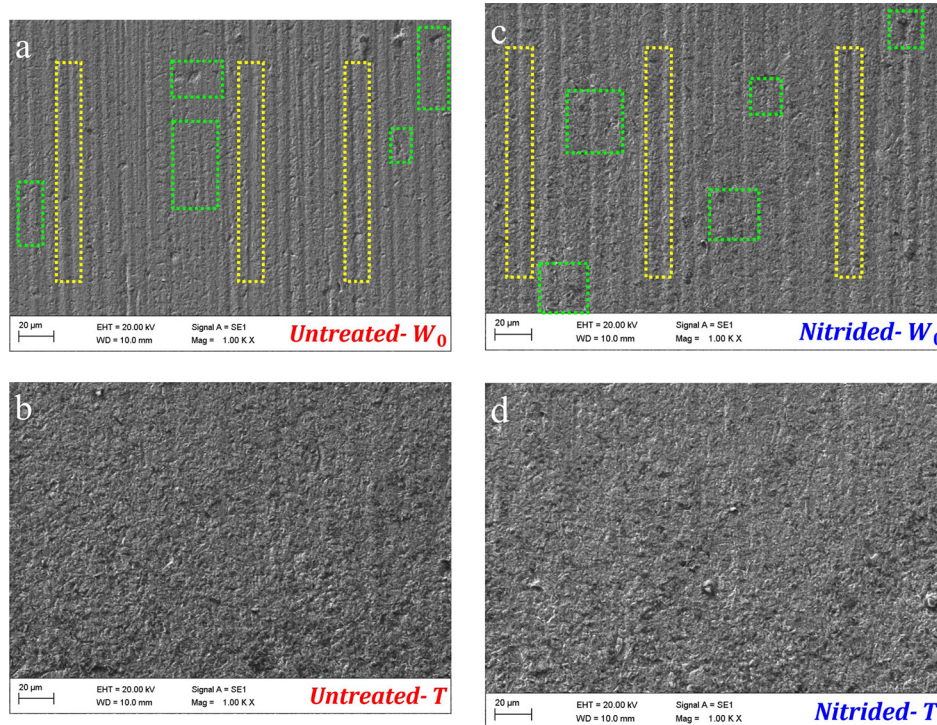 a
20 µm
EHT = 20.00 kV
WD = 10.0 mm
Signal A = SE1
Mag = 1.00 K X
Untreated- W₀
c
20 µm
EHT = 20.00 kV
WD = 10.0 mm
Signal A = SE1
Mag = 1.00 K X
Nitrided- W₀
b
20 µm
EHT = 20.00 kV
WD = 10.0 mm
Signal A = SE1
Mag = 1.00 K X
Untreated- T
d
20 µm
EHT = 20.00 kV
WD = 10.0 mm
Signal A = SE1
Mag = 1.00 K X
Nitrided- T